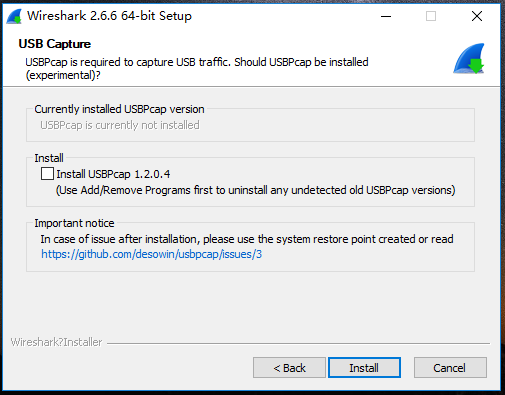 Wireshark 2.6.6 64-bit Setup
USB Capture
USBPcap is required to capture USB traffic. Should USBPcap be installed
(experimental)?
Currently installed USBPcap version
USBPcap is currently not installed
Install
Install USBPcap 1.2.0.4
(Use Add/Remove Programs first to uninstall any undetected old USBPcap versions)
Important notice
In case of issue after installation, please use the system restore point created or read
https://github.com/desowin/usbpcap/issues/3
Wireshark?Installer
< Back Install Cancel